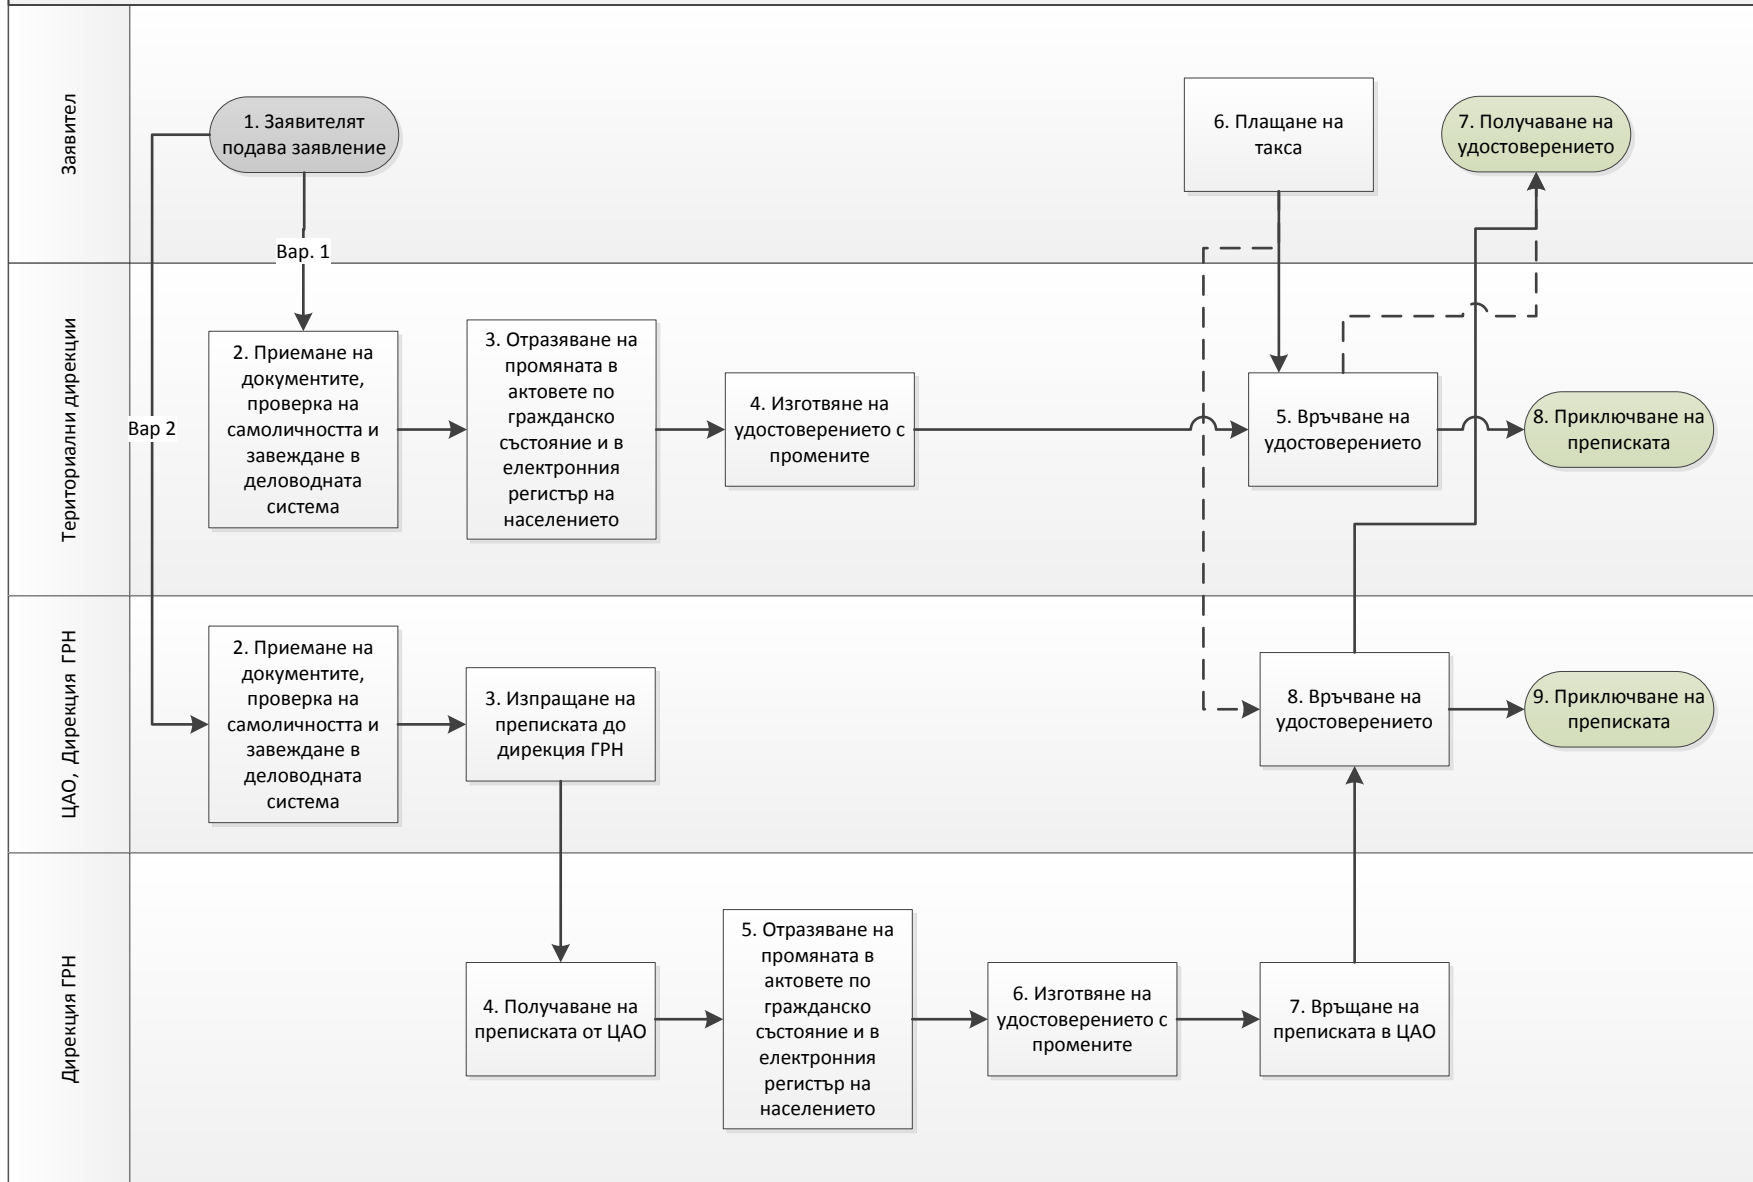 Заявител
1. Заявителят
подава заявление
6. Плащане на
такса
7. Получаване на
удостоверението
Вар. 1
Вар 2
Териториални дирекции
2. Приемане на
документите,
проверка на
самоличността и
завеждане в
деловодната
система
3. Отразяване на
промяната в
актовете по
гражданско
състояние и в
електронния
регистър на
населението
4. Изготвяне на
удостоверението с
промените
5. Връчване на
удостоверението
8. Приключване на
преписката
ЦАО, Дирекция ГРН
2. Приемане на
документите,
проверка на
самоличността и
завеждане в
деловодната
система
3. Изпращане на
преписката до
дирекция ГРН
8. Връчване на
удостоверението
9. Приключване на
преписката
Дирекция ГРН
4. Получаване на
преписката от ЦАО
5. Отразяване на
промяната в
актовете по
гражданско
състояние и в
електронния
регистър на
населението
6. Изготвяне на
удостоверението с
промените
7. Връщане на
преписката в ЦАО